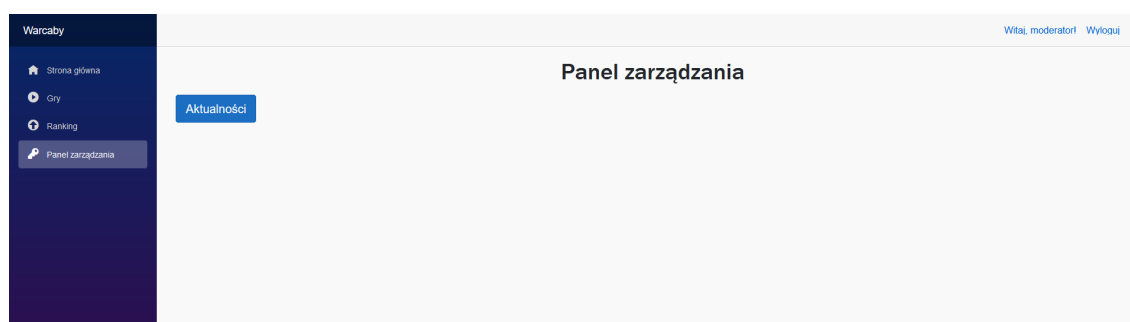 Warcaby
Witaj, moderator! Wyloguj
Strona główna
Gry
Ranking
Panel zarządzania
Panel zarządzania
Aktualności